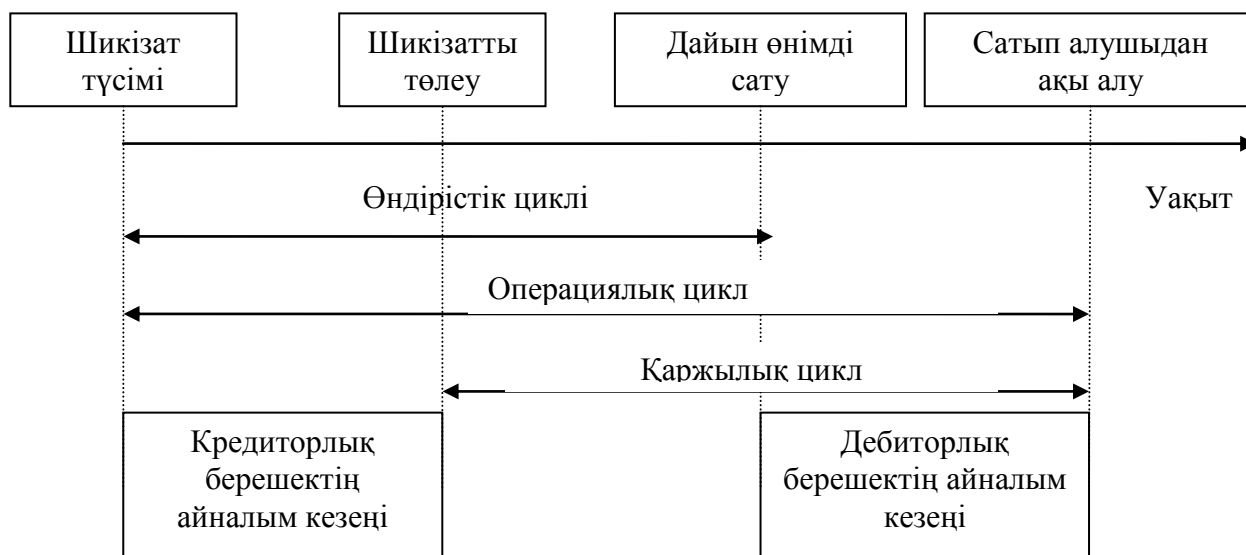 Шикізат
түсімі
Шикізатты
төлеу
Дайын өнімді
сату
Сатып алушыдан
ақы алу
Өндірістік циклі
Уақыт
Операциялық цикл
Қаржылық цикл
Кредиторлық
берешектің
айналым кезеңі
Дебиторлық
берешектің айналым
кезеңі